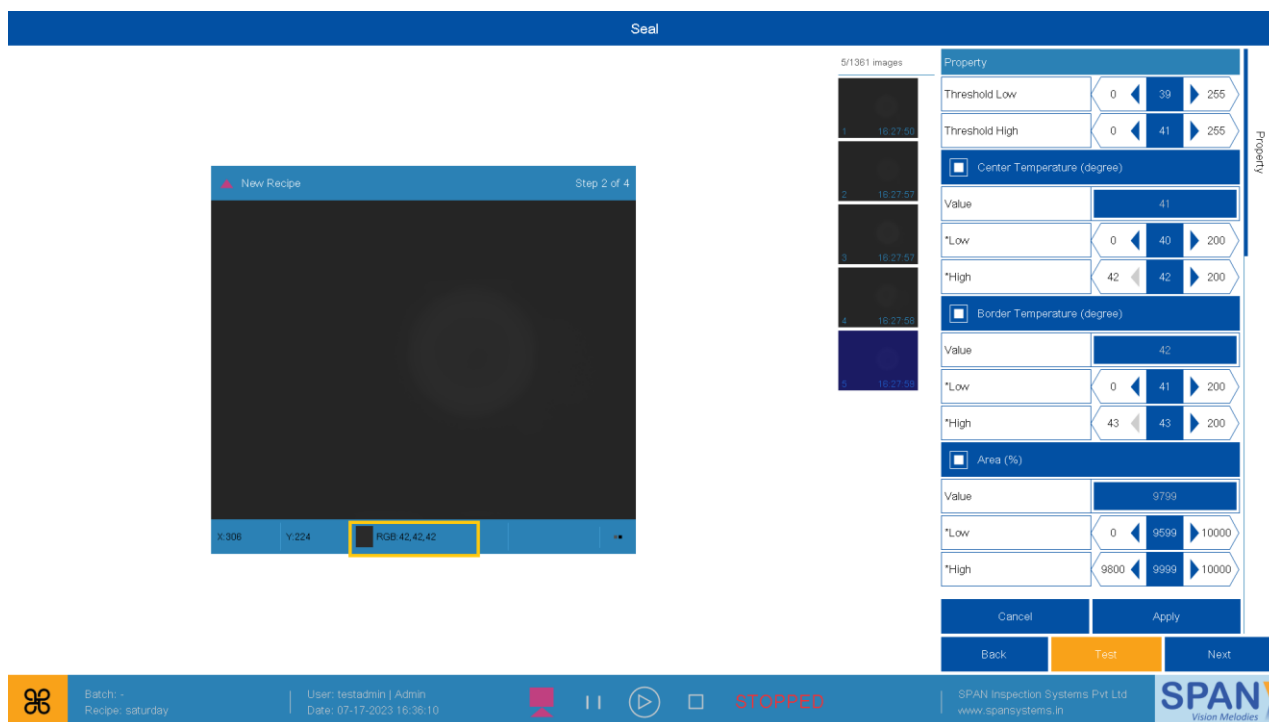 Seal
5/1361 images
1 16:27:50
2 16:27:57
3 16:27:57
4 16:27:58
5 16:27:59
New Recipe Step 2 of 4
X:306 Y:224 RGB:42,42,42
Property
Threshold Low 0 39 255
Threshold High 0 41 255
Center Temperature (degree)
Value 41
*Low 0 40 200
*High 42 42 200
Border Temperature (degree)
Value 42
*Low 0 41 200
*High 43 43 200
Area (%)
Value 9799
*Low 0 9599 10000
*High 9800 9999 10000
Cancel Apply
Back Test Next
Property
Batch: -
Recipe: saturday
User: testadmin | Admin
Date: 07-17-2023 16:36:10
STOPPED
SPAN Inspection Systems Pvt Ltd
www.spansystems.in
SPAN
Vision Melodies